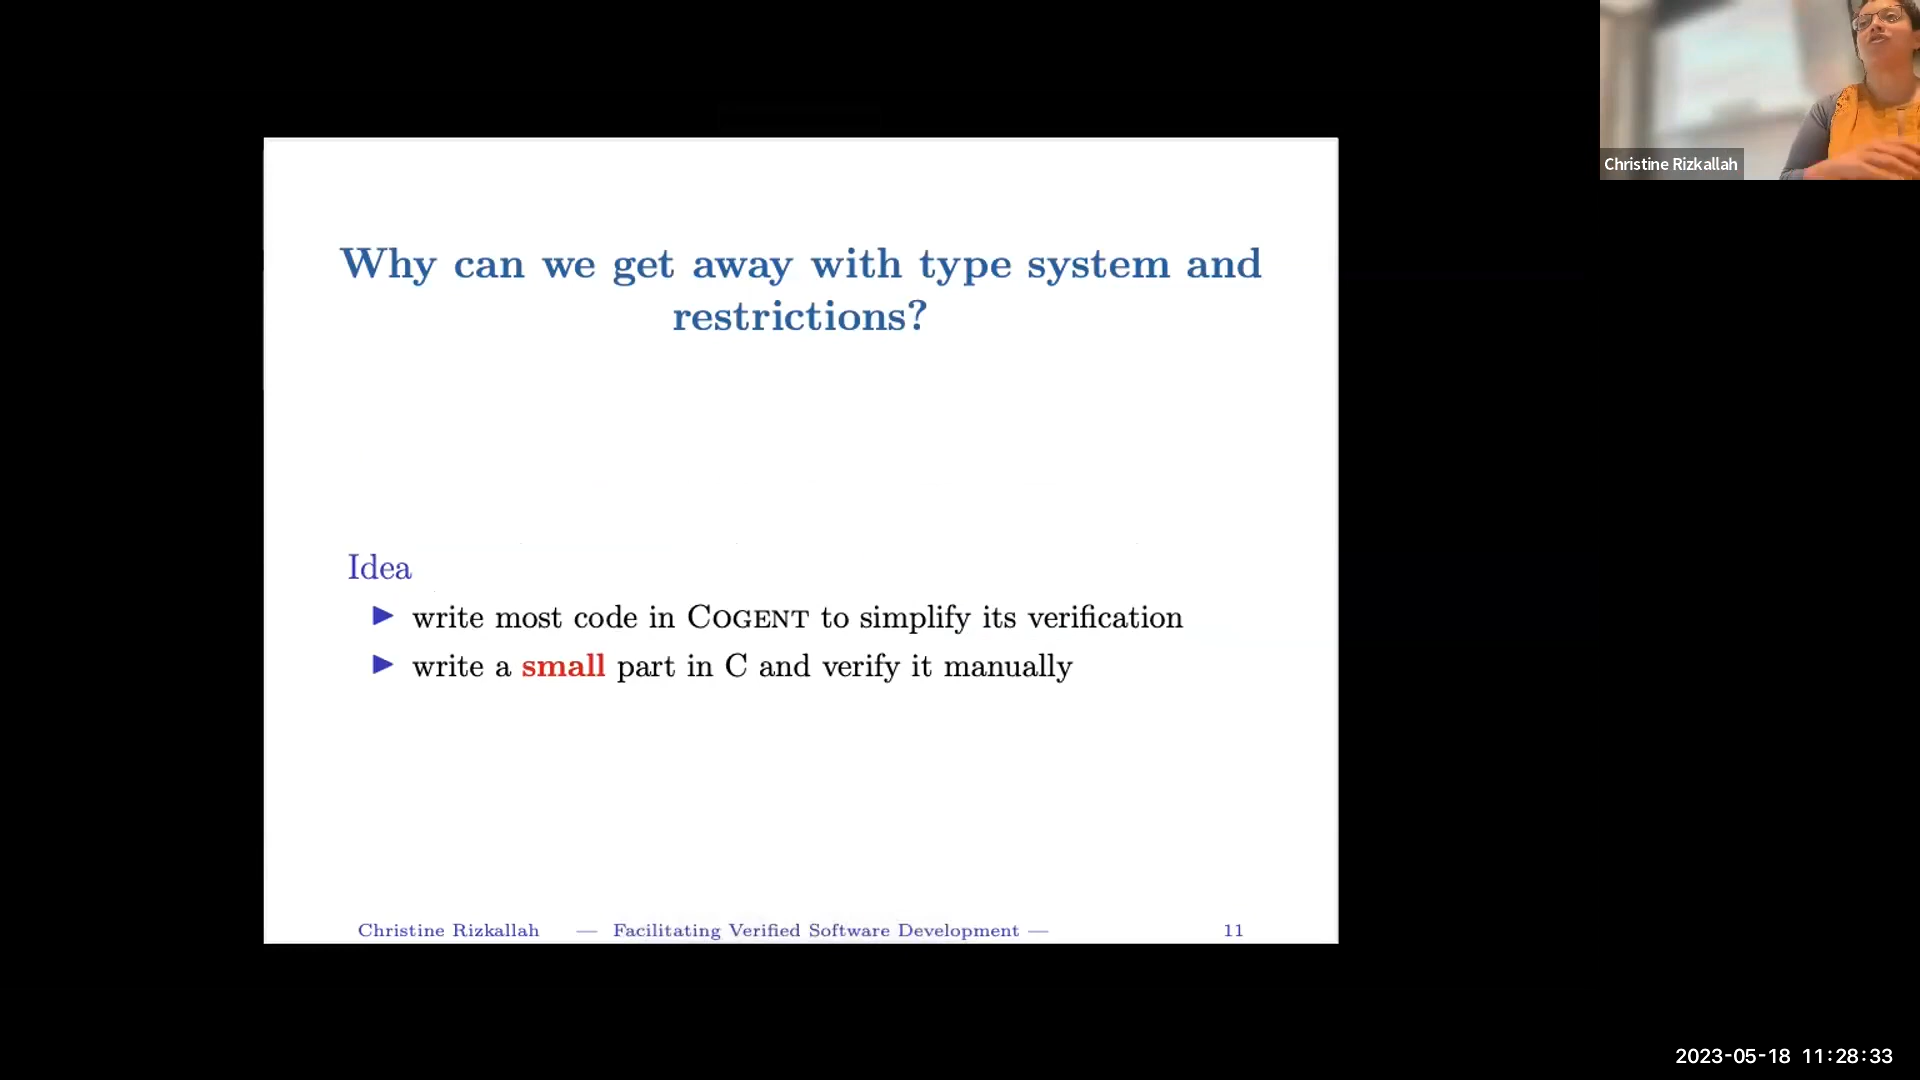 Christine Rizkallah
Why can we get away with type system and
restrictions?
Idea
▶ write most code in COGENT to simplify its verification
▶ write a small part in C and verify it manually
Christine Rizkallah — Facilitating Verified Software Development — 11
2023-05-18 11:28:33